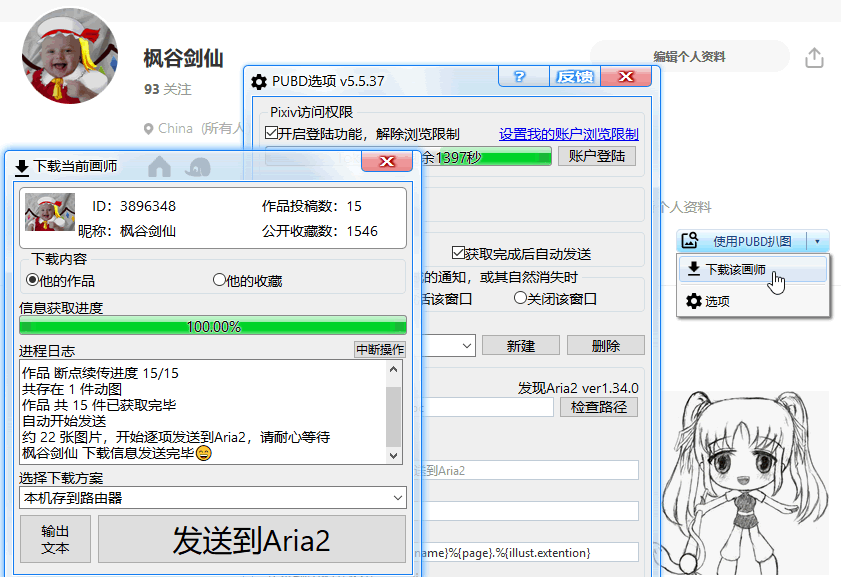 枫谷剑仙
编辑个人资料
93 关注
China (所有人
PUBD选项 v5.5.37
?
反馈
Pixiv访问权限
开启登陆功能，解除浏览限制
设置我的账户浏览限制
余1397秒
账户登陆
下载当前画师
ID：3896348
作品投稿数：15
昵称：枫谷剑仙
公开收藏数：1546
下载内容
他的作品
他的收藏
信息获取进度
100.00%
进程日志
中断操作
作品 断点续传进度 15/15
共存在 1 件动图
作品 共 15 件已获取完毕
自动开始发送
约 22 张图片，开始逐项发送到Aria2，请耐心等待
枫谷剑仙 下载信息发送完毕😄
选择下载方案
本机存到路由器
输出
文本
发送到Aria2
获取完成后自动发送
的通知，或其自然消失时
活该窗口
关闭该窗口
新建
删除
发现Aria2 ver1.34.0
检查路径
送到Aria2
name}%{page}.%{illust.extention}
个人资料
使用PUBD扒图
下载该画师
选项